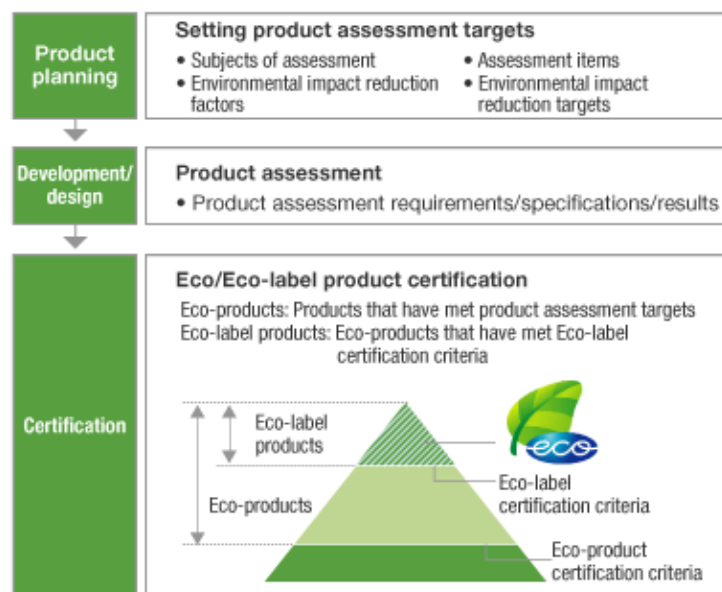 Product
planning
Setting product assessment targets
• Subjects of assessment
• Environmental impact reduction
factors
• Assessment items
• Environmental impact
reduction targets
Development/
design
Product assessment
• Product assessment requirements/specifications/results
Certification
Eco/Eco-label product certification
Eco-products: Products that have met product assessment targets
Eco-label products: Eco-products that have met Eco-label
certification criteria
Eco-label
products
Eco-products
eco
Eco-label
certification criteria
Eco-product
certification criteria